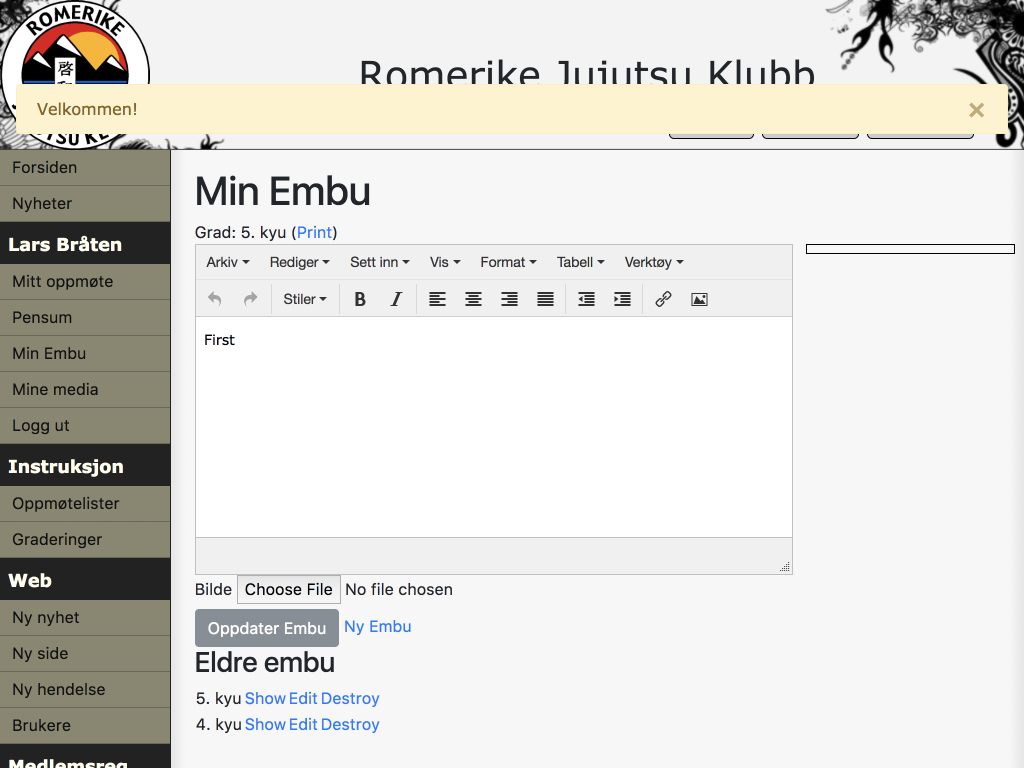 ROMERIKE
啓
Romerike Jujutsu Klubb
Velkommen!
×
Forsiden
Nyheter
Lars Bråten
Mitt oppmøte
Pensum
Min Embu
Mine media
Logg ut
Instruksjon
Oppmøtelister
Graderinger
Web
Ny nyhet
Ny side
Ny hendelse
Brukere
Medlemsreg
Min Embu
Grad: 5. kyu (Print)
Arkiv Rediger Sett inn Vis Format Tabell Verktøy
Stiler B I
First
Bilde Choose File No file chosen
Oppdater Embu Ny Embu
Eldre embu
5. kyu Show Edit Destroy
4. kyu Show Edit Destroy